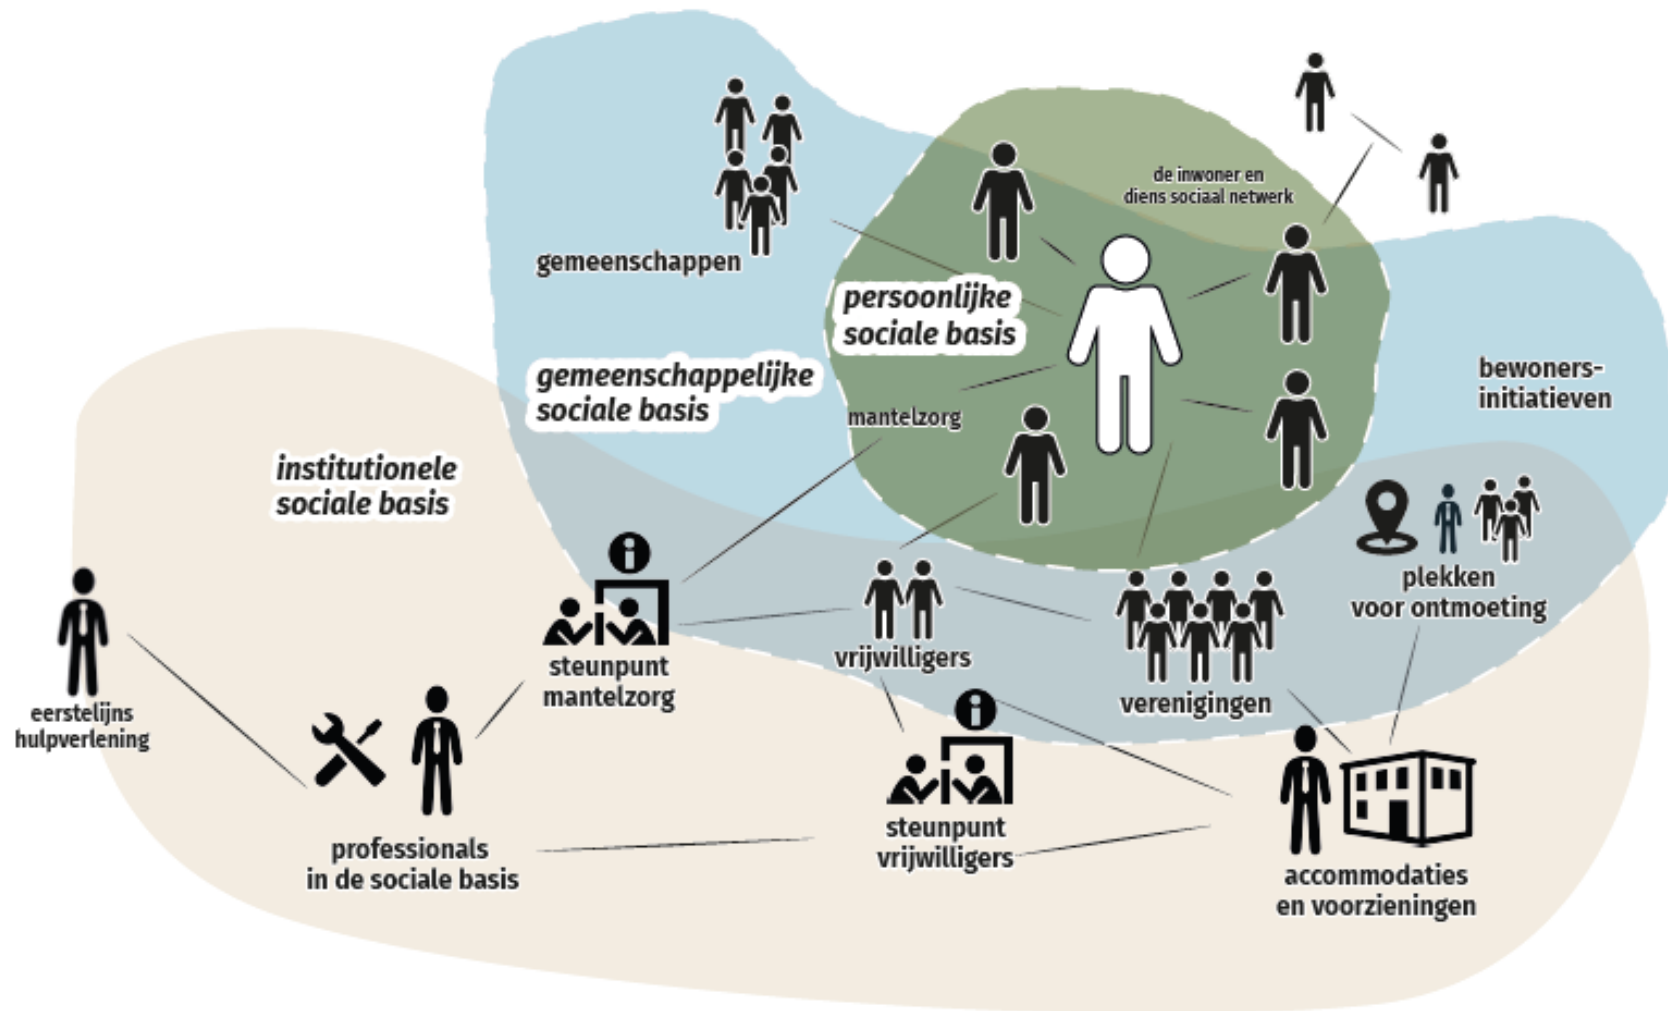 de inwoner en
diens sociaal netwerk
gemeenschappen
persoonlijke
sociale basis
gemeenschappelijke
sociale basis
bewoners-
initiatieven
mantelzorg
institutionele
sociale basis
plekken
voor ontmoeting
vrijwilligers
steunpunt
mantelzorg
verenigingen
eerstelijns
hulpverlening
steunpunt
vrijwilligers
professionals
in de sociale basis
accommodaties
en voorzieningen